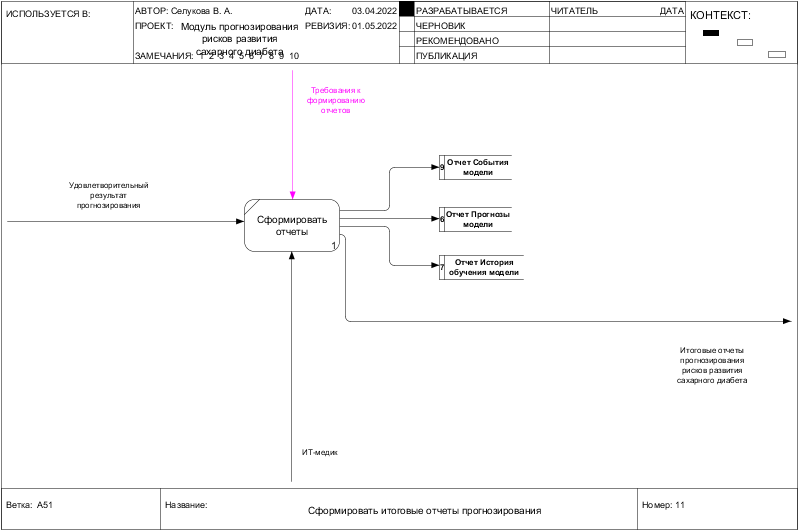 ИСПОЛЬЗУЕТСЯ В:
АВТОР: Селукова В. А.
ДАТА: 03.04.2022
ПРОЕКТ: Модуль прогнозирования
рисков развития
сахарного диабета
РЕВИЗИЯ: 01.05.2022
ЗАМЕЧАНИЯ: 1 2 3 4 5 6 7 8 9 10
РАЗРАБАТЫВАЕТСЯ
ЧЕРНОВИК
РЕКОМЕНДОВАНО
ПУБЛИКАЦИЯ
ЧИТАТЕЛЬ ДАТА
КОНТЕКСТ:
Требования к
формированию
отчетов
Удовлетворительный
результат
прогнозирования
Сформировать
отчеты
1
9 Отчет События
модели
6 Отчет Прогнозы
модели
7 Отчет История
обучения модели
Итоговые отчеты
прогнозирования
рисков развития
сахарного диабета
ИТ-медик
Ветка: A51
Название: Сформировать итоговые отчеты прогнозирования
Номер: 11